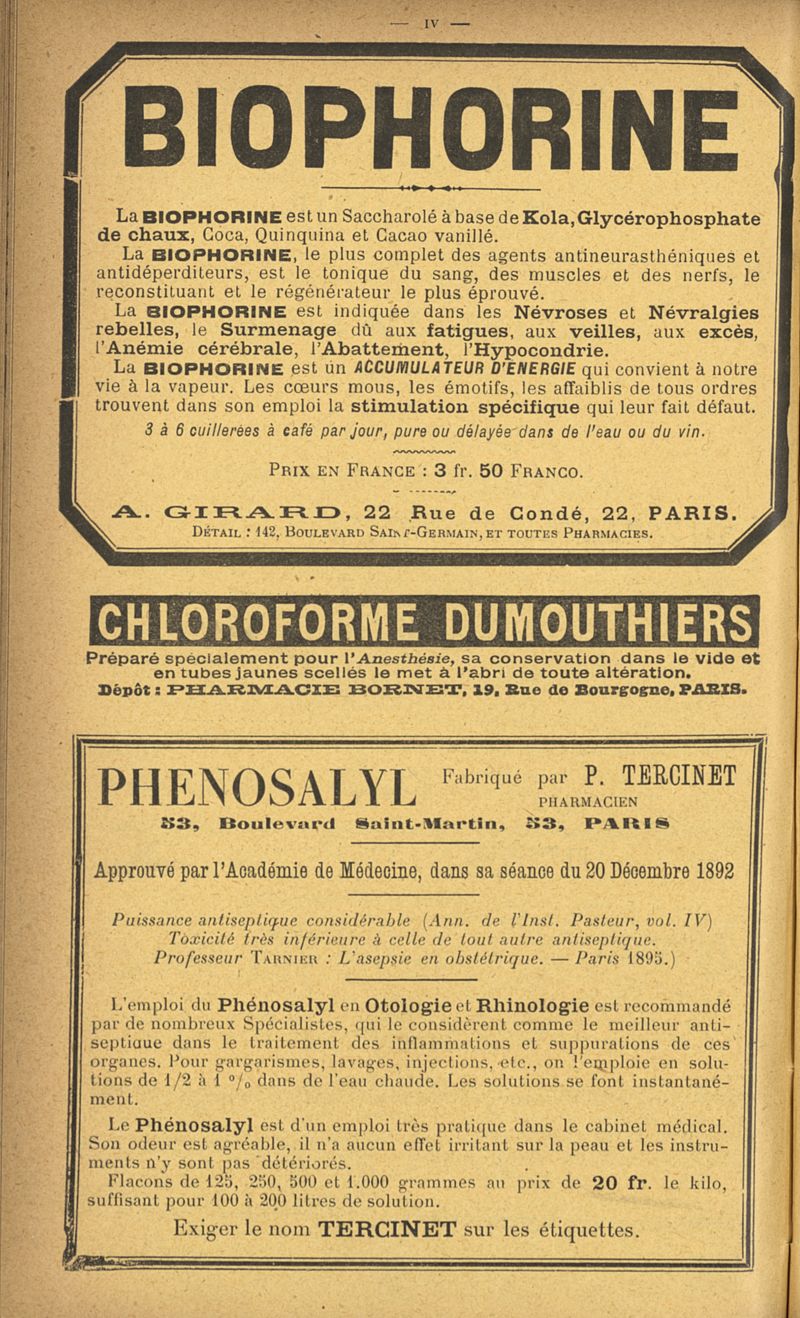 — IV —
BIOPHORINE
La BIOPHORINE est un Saccharolé à base de Kola, Glycérophosphate
de chaux, Coca, Quinquina et Cacao vanillé.
La BIOPHORINE, le plus complet des agents antineurasthéniques et
antidéperditeurs, est le tonique du sang, des muscles et des nerfs, le
reconstituant et le régénérateur le plus éprouvé.
La BIOPHORINE est indiquée dans les Névroses et Névralgies
rebelles, le Surmenage dû aux fatigues, aux veilles, aux excès,
l'Anémie cérébrale, l'Abattement, l'Hypocondrie.
La BIOPHORINE est un ACCUMULATEUR D'ÉNERGIE qui convient à notre
vie à la vapeur. Les cœurs mous, les émotifs, les affaiblis de tous ordres
trouvent dans son emploi la stimulation spécifique qui leur fait défaut.
3 à 6 cuillerées à café par jour, pure ou délayée dans de l'eau ou du vin.
PRIX EN FRANCE : 3 fr. 50 FRANCO.
A. GIRARD, 22 Rue de Condé, 22, PARIS.
DÉTAIL : 142, BOULEVARD SAINT-GERMAIN, ET TOUTES PHARMACIES.
CHLOROFORME DUMOUTHIERS
Préparé spécialement pour l'Anesthésie, sa conservation dans le vide et
en tubes jaunes scellés le met à l'abri de toute altération.
Dépôt : PHARMACIE BORNET, 19, Rue de Bourgogne, PARIS.
PHENOSALYL Fabriqué par P. TERCINET
PHARMACIEN
53, Boulevard Saint-Martin, 53, PARIS
Approuvé par l'Académie de Médecine, dans sa séance du 20 Décembre 1892
Puissance antiseptique considérable (Ann. de l'Inst. Pasteur, vol. IV)
Toxicité très inférieure à celle de tout autre antiseptique.
Professeur TARNIER : L'asepsie en obstétrique. — Paris 1895.)
L'emploi du Phénosalyl en Otologie et Rhinologie est recommandé
par de nombreux Spécialistes, qui le considèrent comme le meilleur anti-
septique dans le traitement des inflammations et suppurations de ces
organes. Pour gargarismes, lavages, injections, etc., on l'emploie en solu-
tions de 1/2 à 1 % dans de l'eau chaude. Les solutions se font instantané-
ment.
Le Phénosalyl est d'un emploi très pratique dans le cabinet médical.
Son odeur est agréable, il n'a aucun effet irritant sur la peau et les instru-
ments n'y sont pas détériorés.
Flacons de 125, 250, 500 et 1.000 grammes au prix de 20 fr. le kilo,
suffisant pour 100 à 200 litres de solution.
Exiger le nom TERCINET sur les étiquettes.